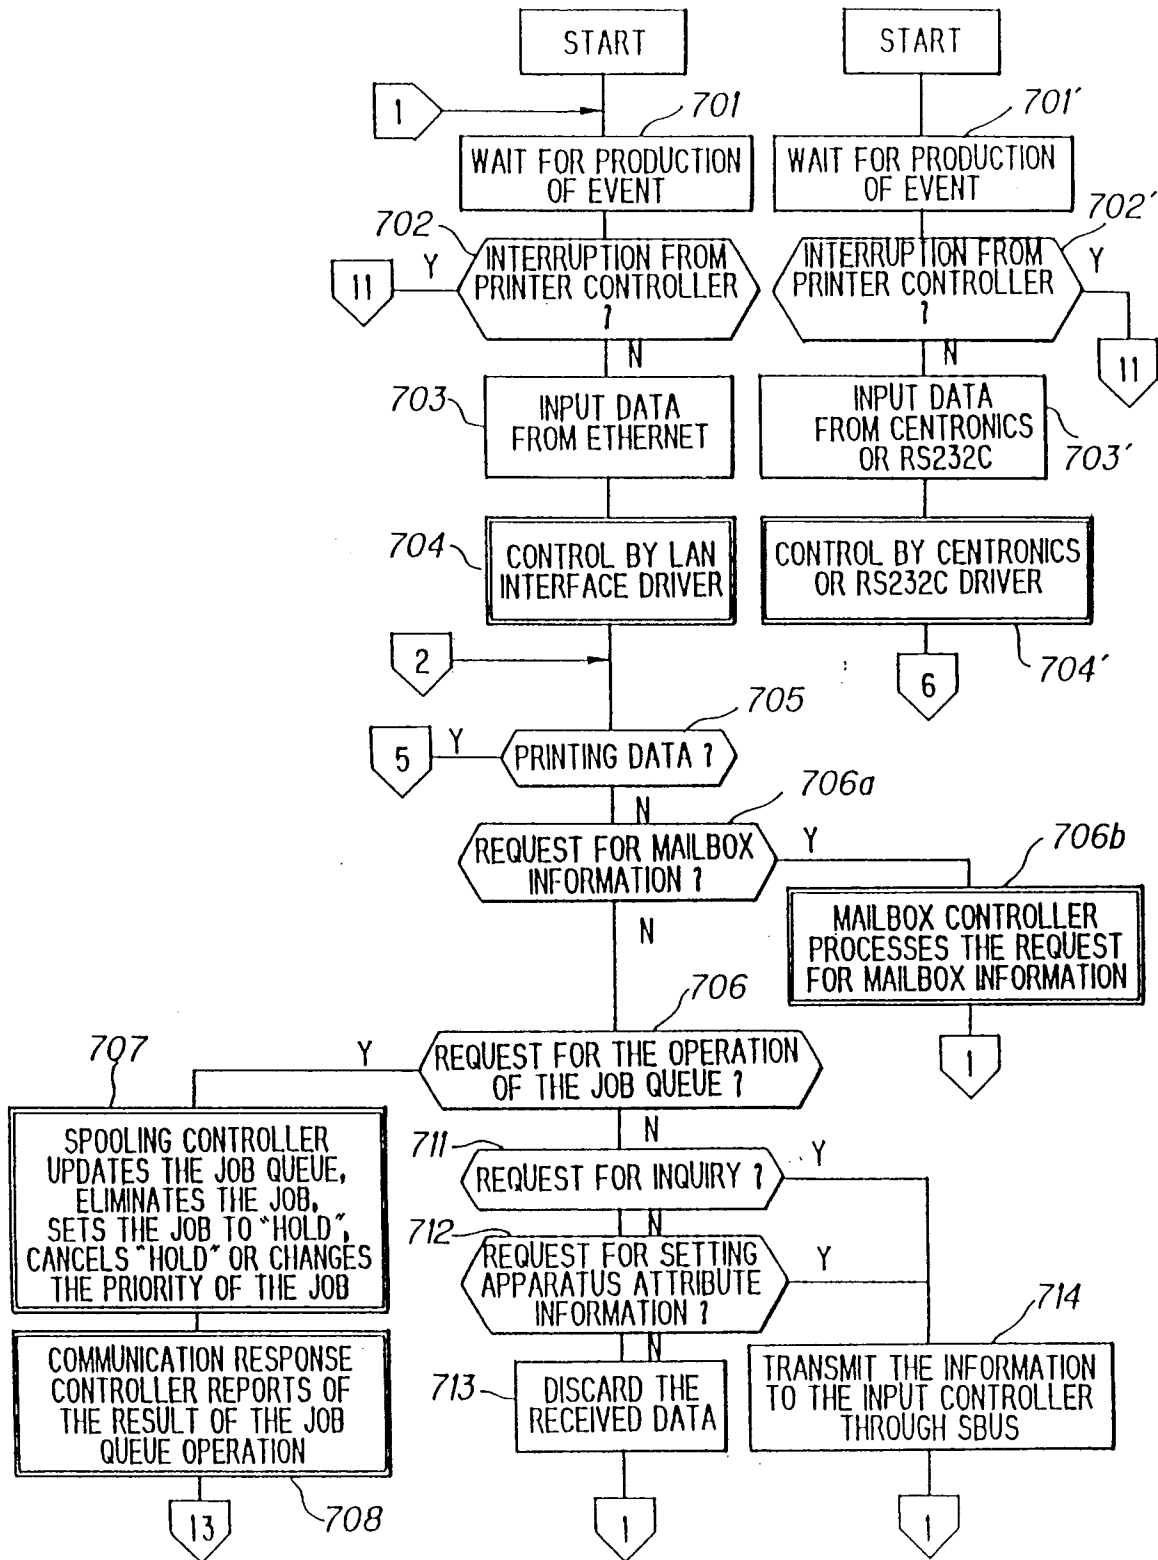 START
START
1
701
701'
WAIT FOR PRODUCTION
OF EVENT
WAIT FOR PRODUCTION
OF EVENT
702
702'
Y
INTERRUPTION FROM
PRINTER CONTROLLER
?
INTERRUPTION FROM
PRINTER CONTROLLER
?
Y
11
N
N
11
703
INPUT DATA
FROM ETHERNET
INPUT DATA
FROM CENTRONICS
OR RS232C
703'
704
CONTROL BY LAN
INTERFACE DRIVER
CONTROL BY CENTRONICS
OR RS232C DRIVER
704'
2
6
705
5
Y
PRINTING DATA ?
N
706a
REQUEST FOR MAILBOX
INFORMATION ?
Y
706b
N
MAILBOX CONTROLLER
PROCESSES THE REQUEST
FOR MAILBOX INFORMATION
706
1
707
Y
REQUEST FOR THE OPERATION
OF THE JOB QUEUE ?
N
SPOOLING CONTROLLER
UPDATES THE JOB QUEUE,
ELIMINATES THE JOB,
SETS THE JOB TO "HOLD",
CANCELS "HOLD" OR CHANGES
THE PRIORITY OF THE JOB
711
REQUEST FOR INQUIRY ?
Y
N
712
REQUEST FOR SETTING
APPARATUS ATTRIBUTE
INFORMATION ?
Y
N
714
COMMUNICATION RESPONSE
CONTROLLER REPORTS OF
THE RESULT OF THE JOB
QUEUE OPERATION
713
DISCARD THE
RECEIVED DATA
TRANSMIT THE INFORMATION
TO THE INPUT CONTROLLER
THROUGH SBUS
708
13
1
1